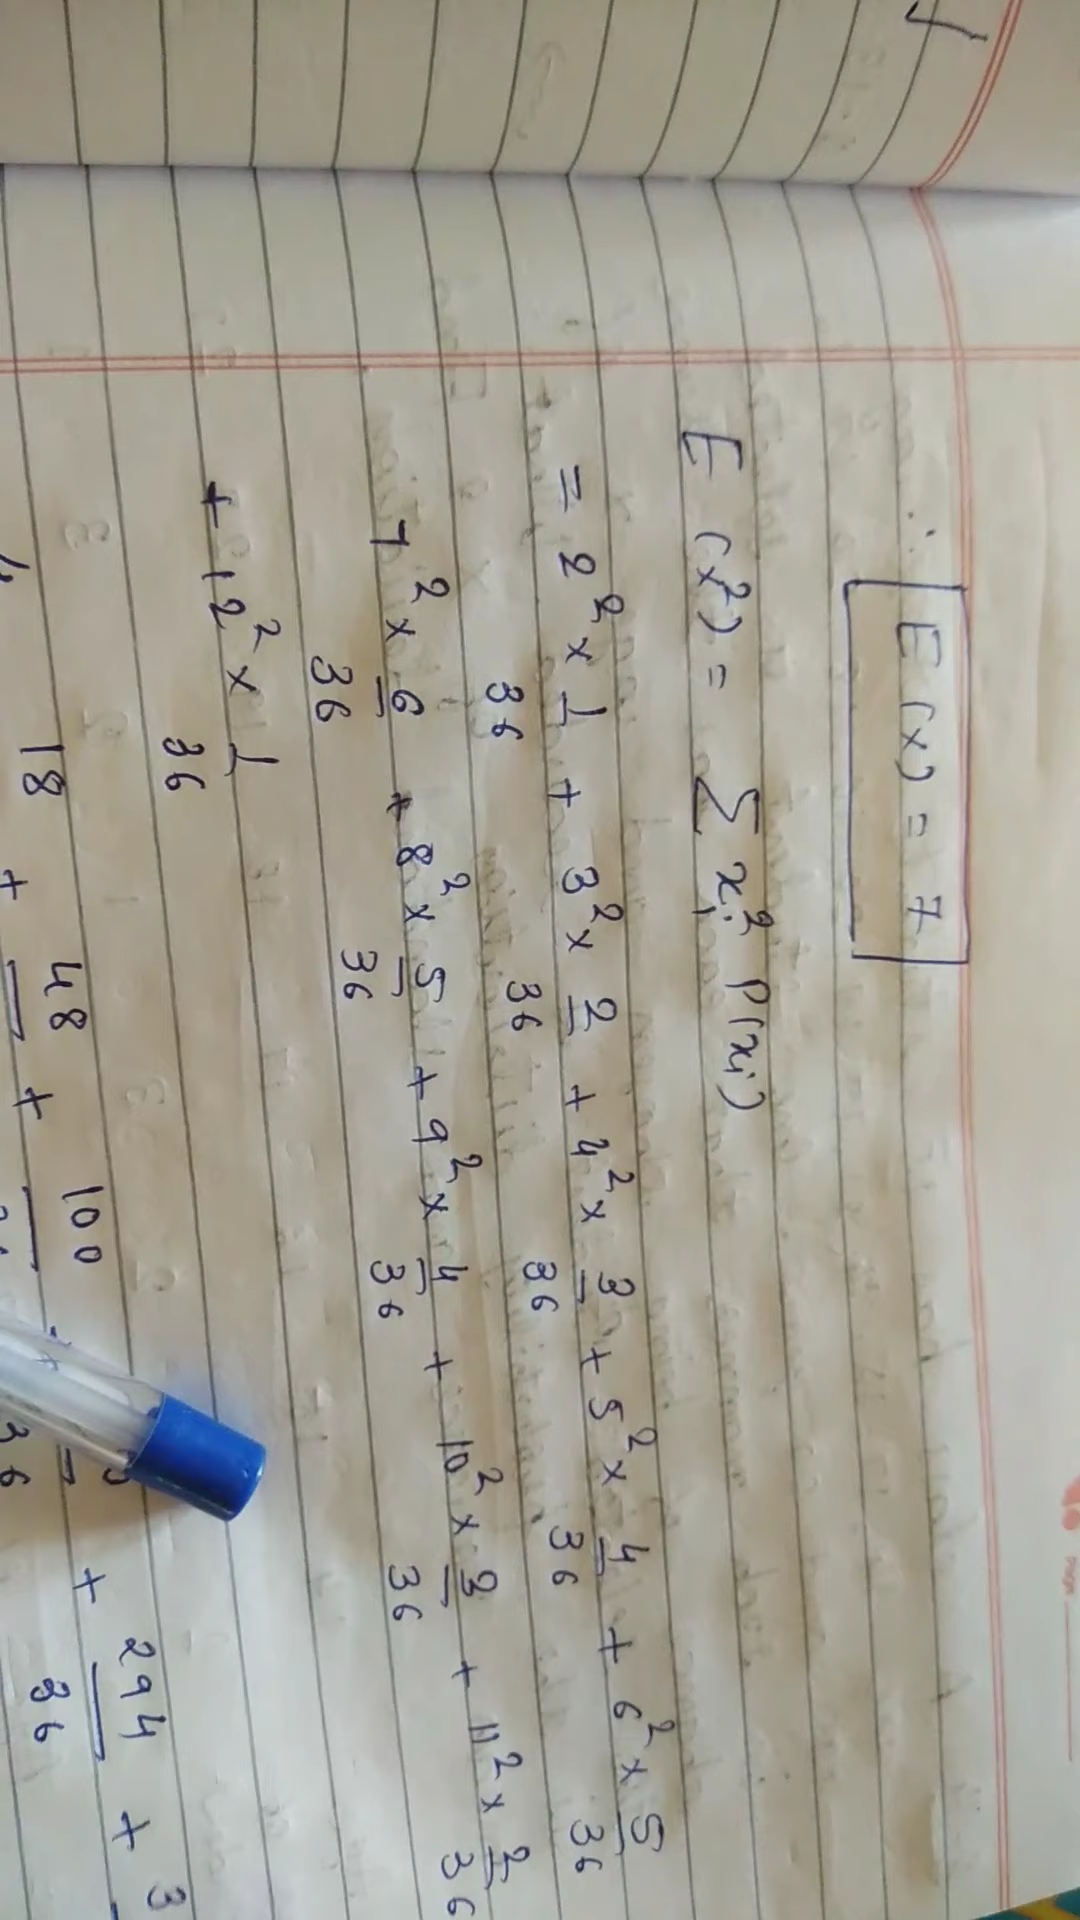 ∴ E(x) = 7
E(x²) = Σ xᵢ² P(xᵢ)
= 2² × 1/36 + 3² × 2/36 + 4² × 3/36 + 5² × 4/36 + 6² × 5/36
7² × 6/36 + 8² × 5/36 + 9² × 4/36 + 10² × 3/36 + 11² × 2/36
+ 12² × 1/36
18 + 48 + 100 + 294/36 + 3